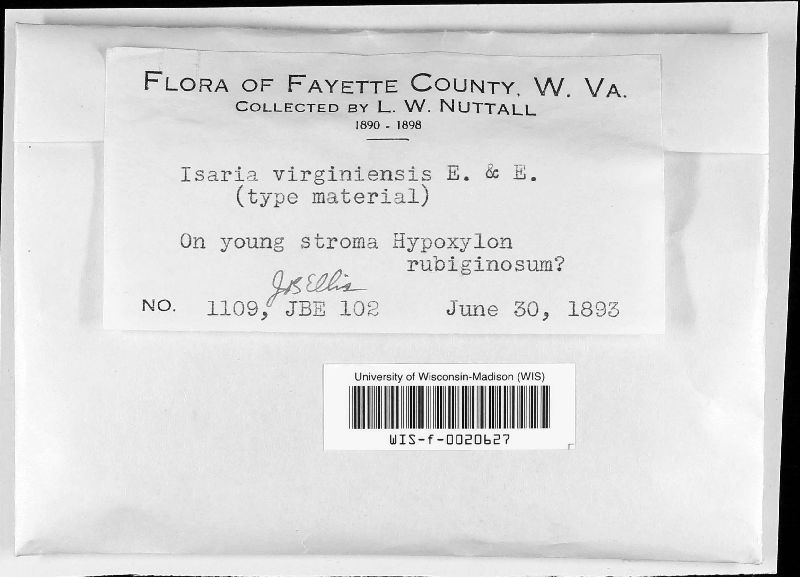 FLORA OF FAYETTE COUNTY, W. VA.
COLLECTED BY L. W. NUTTALL
1890 - 1898
Isaria virginiensis E. & E.
(type material)
On young stroma Hypoxylon
rubiginosum?
JBEllis
NO. 1109, JBE 102 June 30, 1893
University of Wisconsin-Madison (WIS)
WIS-f-0020627